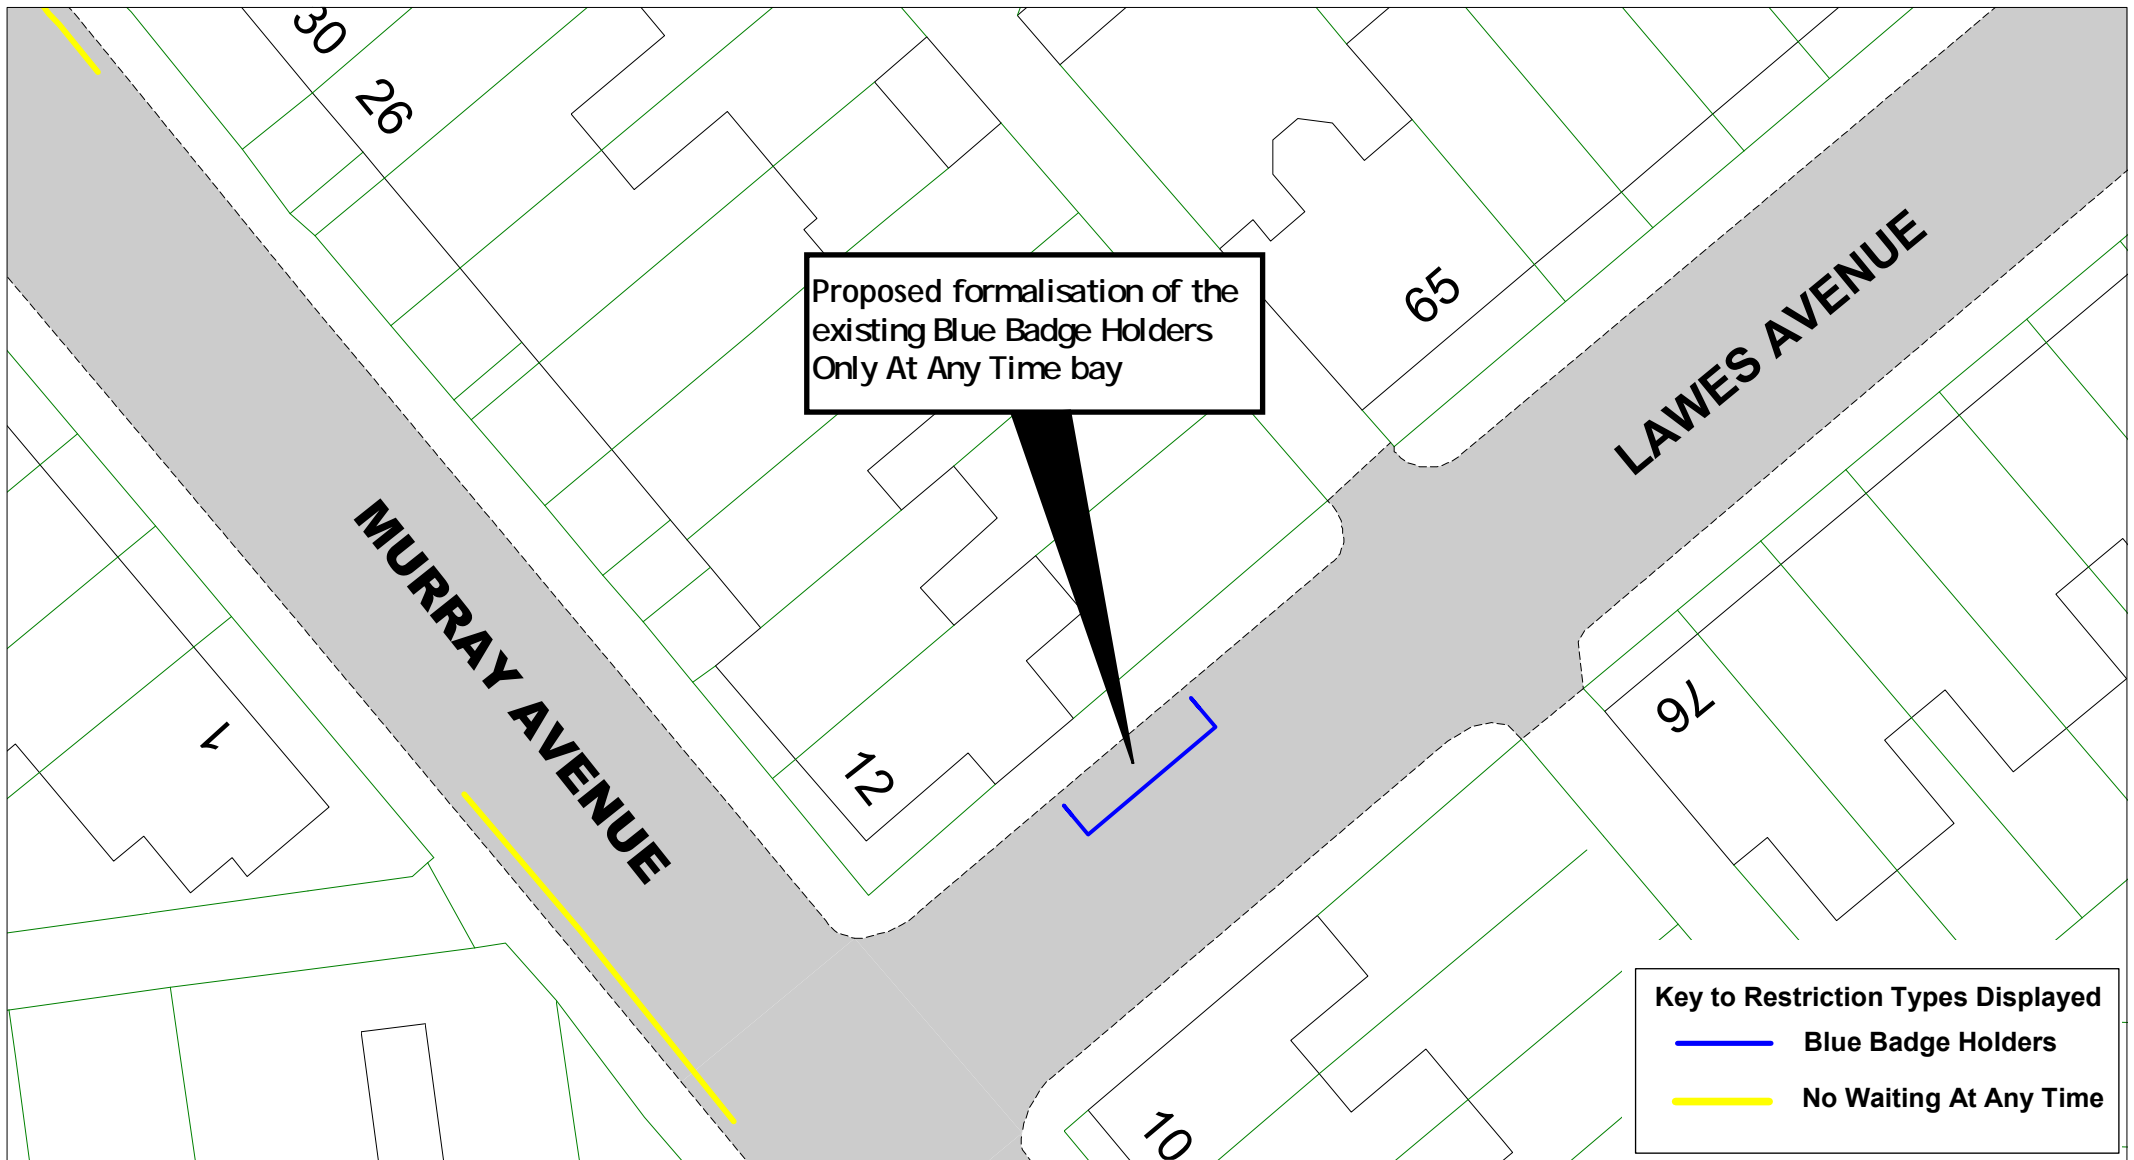 30
26
Proposed formalisation of the
existing Blue Badge Holders
Only At Any Time bay
65
LAWES AVENUE
MURRAY AVENUE
1
12
76
10
Key to Restriction Types Displayed
Blue Badge Holders
No Waiting At Any Time